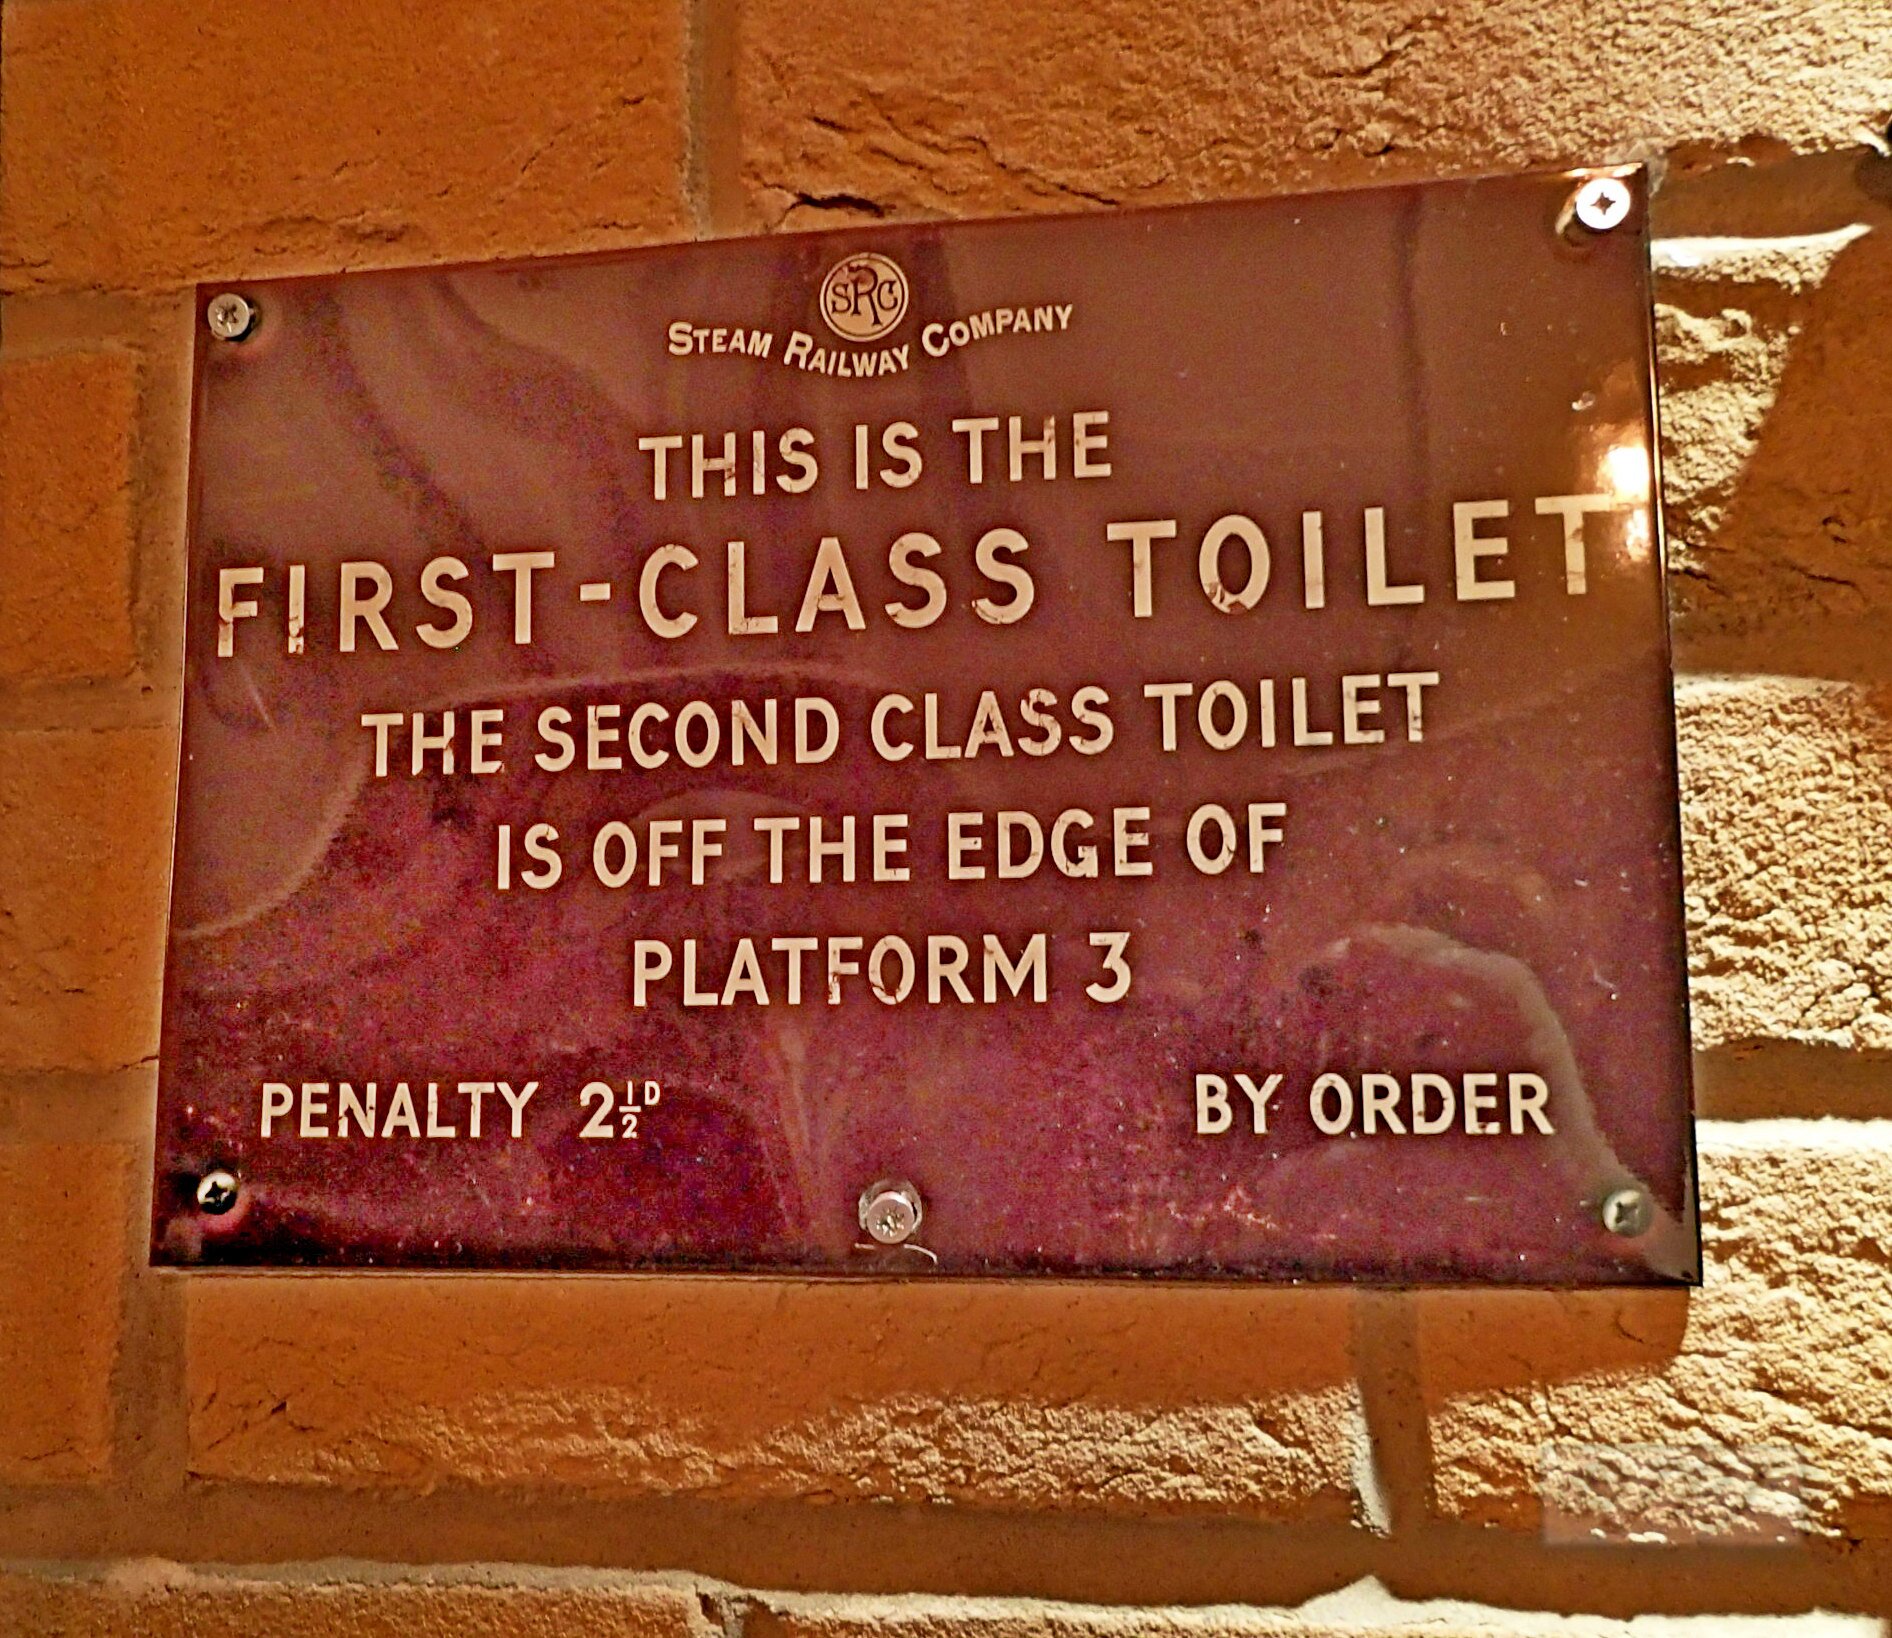 SRC
STEAM RAILWAY COMPANY
THIS IS THE
FIRST-CLASS TOILET
THE SECOND CLASS TOILET
IS OFF THE EDGE OF
PLATFORM 3
PENALTY 2½D BY ORDER